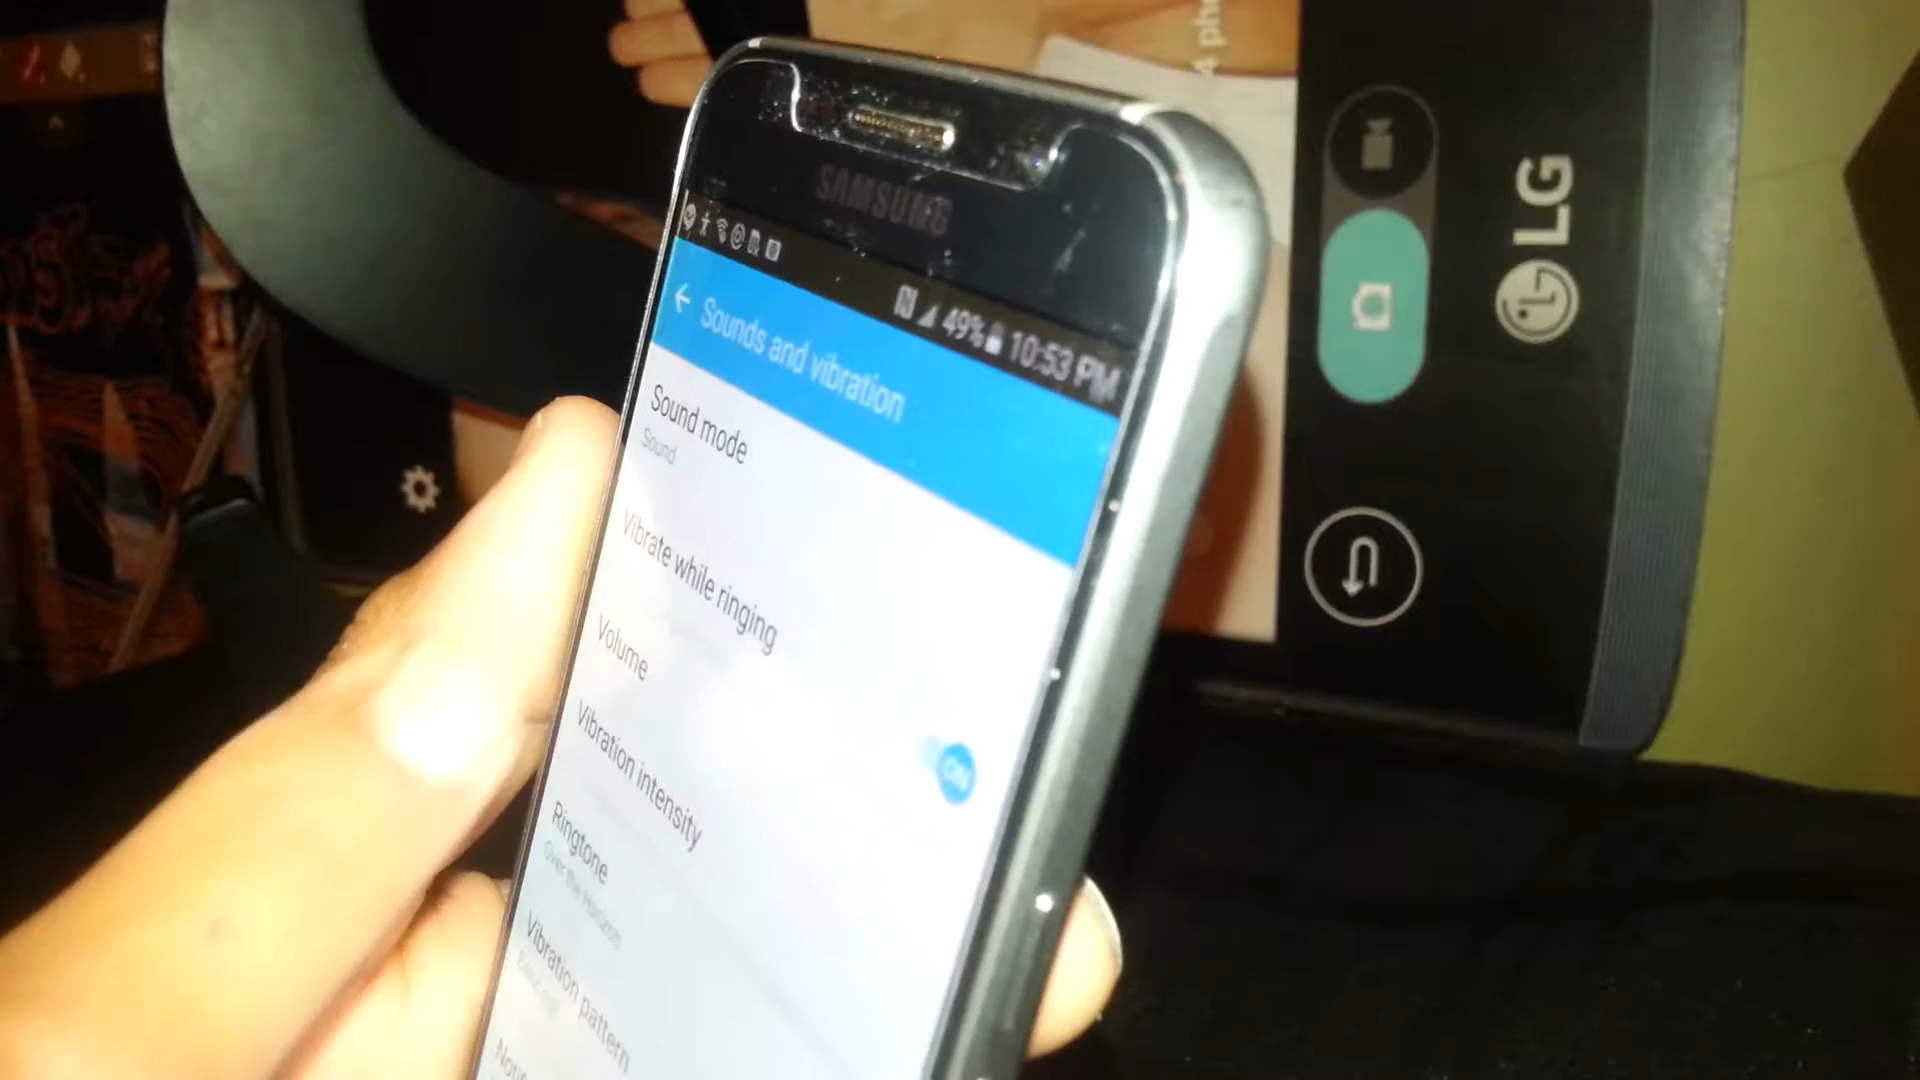 SAMSUNG
49% 10:53 PM
Sounds and vibration
Sound mode
Sound
Vibrate while ringing
ON
Volume
Vibration intensity
Ringtone
Over the Horizon
Vibration pattern
LG